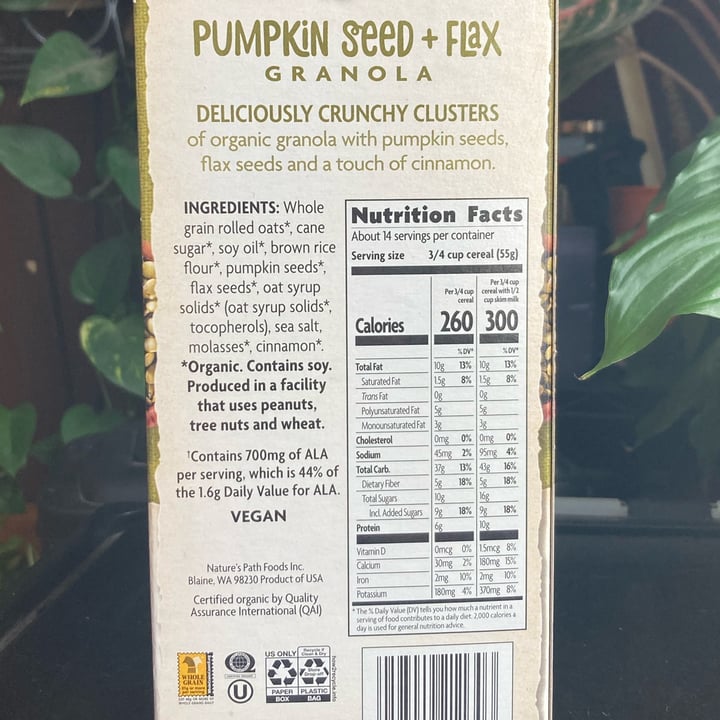 PUMPKiN SeeD + FLaX
GRANOLA
DELICIOUSLY CRUNCHY CLUSTERS
of organic granola with pumpkin seeds,
flax seeds and a touch of cinnamon.
INGREDIENTS: Whole
grain rolled oats*, cane
sugar*, soy oil*, brown rice
flour*, pumpkin seeds*,
flax seeds*, oat syrup
solids* (oat syrup solids*,
tocopherols), sea salt,
molasses*, cinnamon*.
*Organic. Contains soy.
Produced in a facility
that uses peanuts,
tree nuts and wheat.
†Contains 700mg of ALA
per serving, which is 44% of
the 1.6g Daily Value for ALA.
VEGAN
Nature's Path Foods Inc.
Blaine, WA 98230 Product of USA
Certified organic by Quality
Assurance International (QAI)
Nutrition Facts
About 14 servings per container
Serving size 3/4 cup cereal (55g)
Per 3/4 cup
cereal
Per 3/4 cup
cereal with 1/2
cup skim milk
Calories 260 300
%DV* %DV*
Total Fat 10g 13% 10g 13%
Saturated Fat 1.5g 8% 1.5g 8%
Trans Fat 0g 0g
Polyunsaturated Fat 5g 5g
Monounsaturated Fat 3g 3g
Cholesterol 0mg 0% 0mg 0%
Sodium 45mg 2% 95mg 4%
Total Carb. 37g 13% 43g 16%
Dietary Fiber 5g 18% 5g 18%
Total Sugars 10g 16g
Incl. Added Sugars 9g 18% 9g 18%
Protein 6g 10g
Vitamin D 0mcg 0% 1.5mcg 8%
Calcium 30mg 2% 180mg 15%
Iron 2mg 10% 2mg 10%
Potassium 180mg 4% 370mg 8%
* The % Daily Value (DV) tells you how much a nutrient in a
serving of food contributes to a daily diet. 2,000 calories a
day is used for general nutrition advice.
WHOLE
GRAIN
US ONLY
PAPER
BOX
Recycle if
Clean & Dry
Store
Drop-off
PLASTIC
BAG
how2recycle.info
U